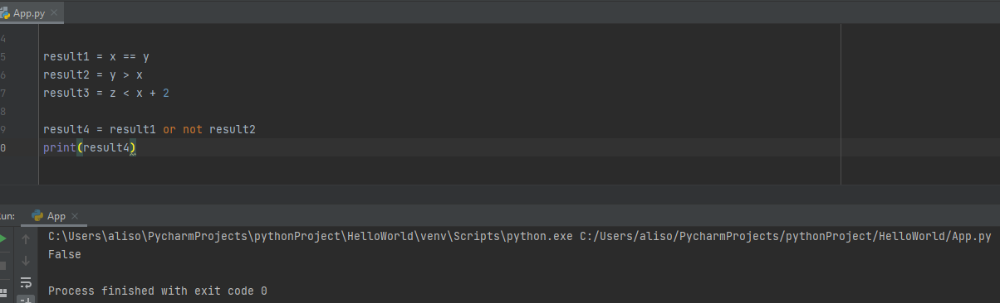 App.py
4
5
result1 = x == y
6
result2 = y > x
7
result3 = z < x + 2
8
9
result4 = result1 or not result2
0
print(result4)
un:
App
C:\Users\aliso\PycharmProjects\pythonProject\HelloWorld\venv\Scripts\python.exe C:/Users/aliso/PycharmProjects/pythonProject/HelloWorld/App.py
False
Process finished with exit code 0